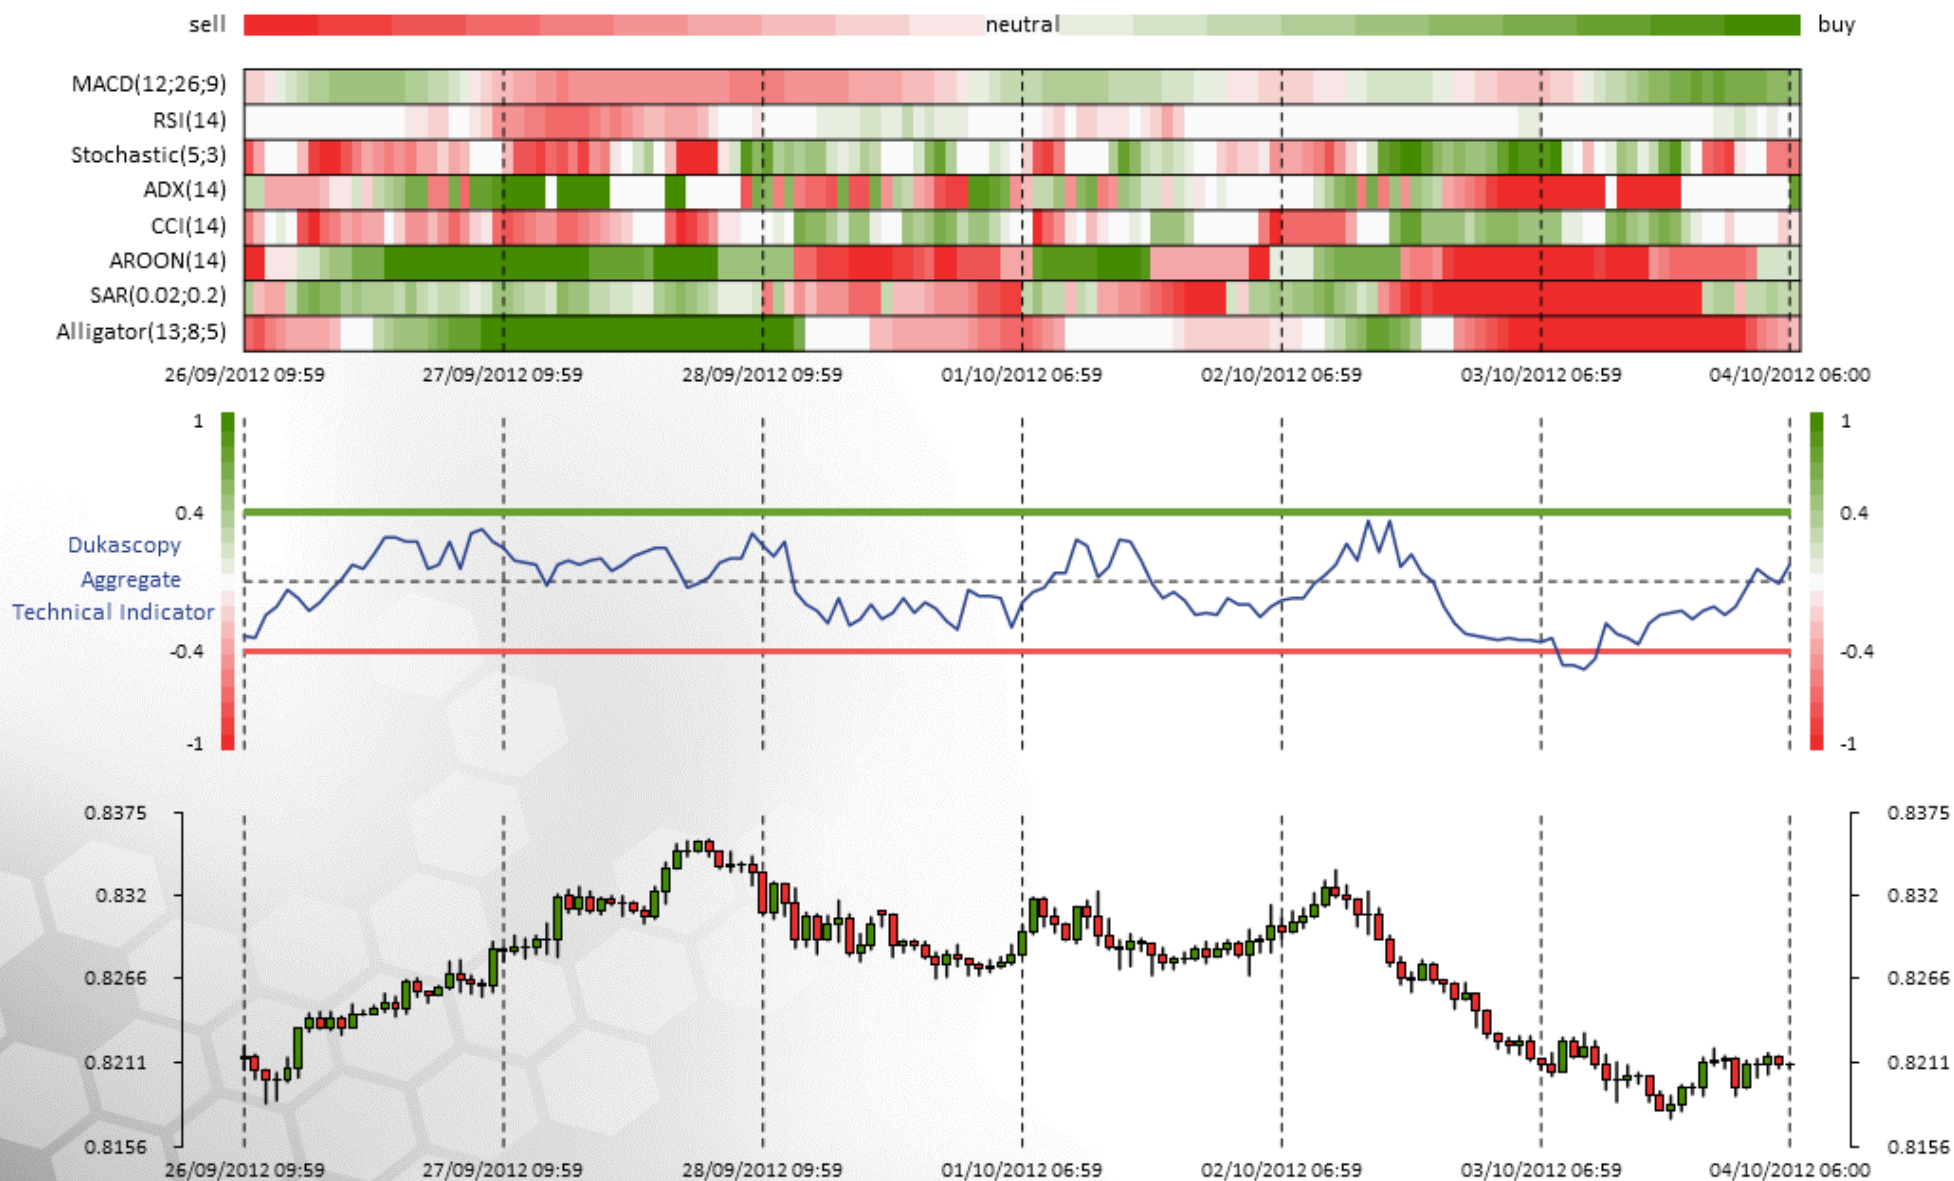 sell neutral buy
MACD(12;26;9)
RSI(14)
Stochastic(5;3)
ADX(14)
CCI(14)
AROON(14)
SAR(0.02;0.2)
Alligator(13;8;5)
26/09/2012 09:59 27/09/2012 09:59 28/09/2012 09:59 01/10/2012 06:59 02/10/2012 06:59 03/10/2012 06:59 04/10/2012 06:00
1 1
0.4 0.4
Dukascopy
Aggregate
Technical Indicator
-0.4 -0.4
-1 -1
0.8375 0.8375
0.832 0.832
0.8266 0.8266
0.8211 0.8211
0.8156 0.8156
26/09/2012 09:59 27/09/2012 09:59 28/09/2012 09:59 01/10/2012 06:59 02/10/2012 06:59 03/10/2012 06:59 04/10/2012 06:00